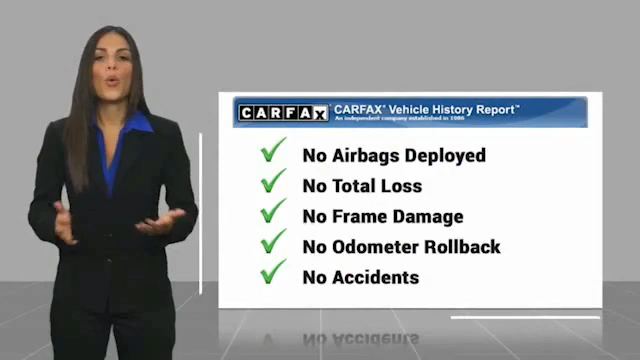 CARFAX CARFAX® Vehicle History Report™
An independent company established in 1986
No Airbags Deployed
No Total Loss
No Frame Damage
No Odometer Rollback
No Accidents